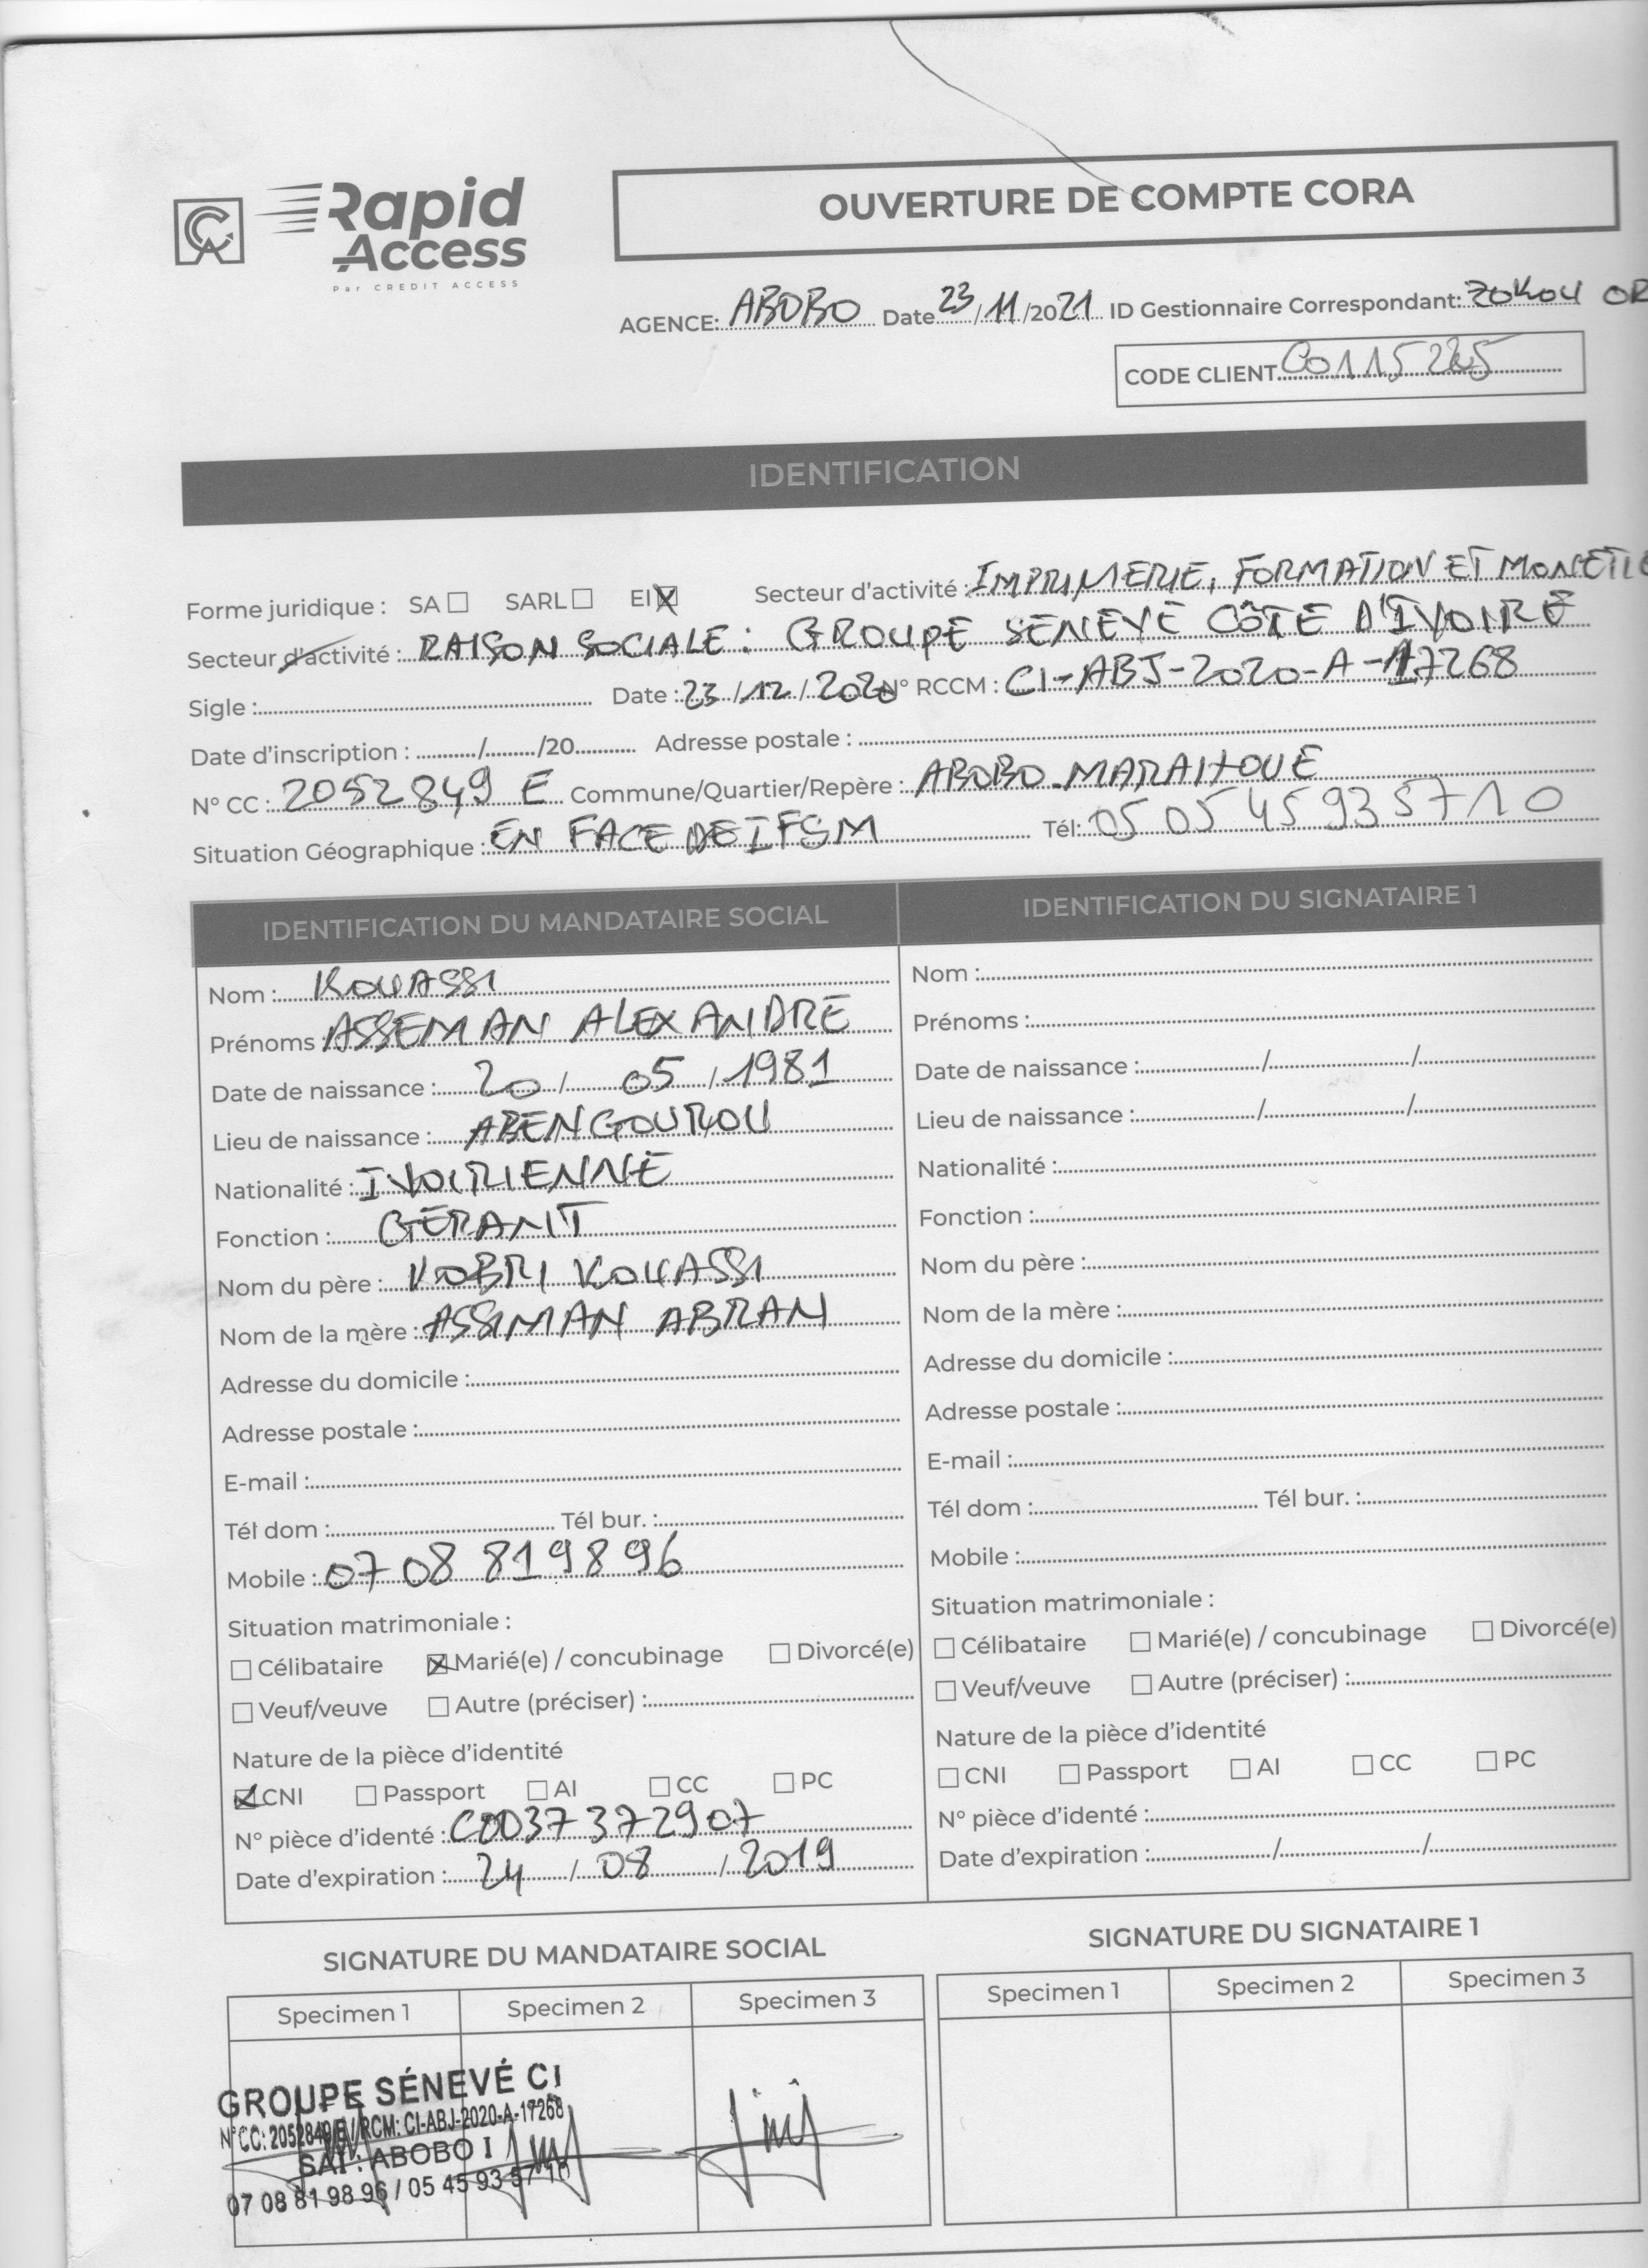 CA Rapid Access
Par CREDIT ACCESS
OUVERTURE DE COMPTE CORA
AGENCE: ABOBO Date 23/11/2021 ID Gestionnaire Correspondant: ZOKOU OR
CODE CLIENT C0115
IDENTIFICATION
Forme juridique : SA ☐ SARL ☐ EI ☒ Secteur d'activité : IMPRIMERIE, FORMATION ET MONETIQ
Secteur d'activité : RAISON SOCIALE : GROUPE SENEVE CÔTE D'IVOIRE
Sigle : Date : 23/12/2020 N° RCCM : CI-ABJ-2020-A-17268
Date d'inscription : ......../......../20........ Adresse postale :
N° CC : 2052849 E Commune/Quartier/Repère : ABOBO-MARAHOUE
Situation Géographique : EN FACE DE IFSM Tél: 05 05 45 93 5710
IDENTIFICATION DU MANDATAIRE SOCIAL
Nom : KOUASSI
Prénoms : ASSEMAN ALEXANDRE
Date de naissance : 20 / 05 / 1981
Lieu de naissance : ABENGOUROU
Nationalité : IVOIRIENNE
Fonction : GERANT
Nom du père : KOBRI KOUASSI
Nom de la mère : ASSIMAN ABRAN
Adresse du domicile :
Adresse postale :
E-mail :
Tél dom : Tél bur. :
Mobile : 07 08 819896
Situation matrimoniale :
☐ Célibataire ☒ Marié(e) / concubinage ☐ Divorcé(e)
☐ Veuf/veuve ☐ Autre (préciser) :
Nature de la pièce d'identité
☒ CNI ☐ Passport ☐ AI ☐ CC ☐ PC
N° pièce d'identé : C0037372907
Date d'expiration : 24 / 08 / 2019
IDENTIFICATION DU SIGNATAIRE 1
Nom :
Prénoms :
Date de naissance : / /
Lieu de naissance : / /
Nationalité :
Fonction :
Nom du père :
Nom de la mère :
Adresse du domicile :
Adresse postale :
E-mail :
Tél dom : Tél bur. :
Mobile :
Situation matrimoniale :
☐ Célibataire ☐ Marié(e) / concubinage ☐ Divorcé(e)
☐ Veuf/veuve ☐ Autre (préciser) :
Nature de la pièce d'identité
☐ CNI ☐ Passport ☐ AI ☐ CC ☐ PC
N° pièce d'identé :
Date d'expiration : / /
SIGNATURE DU MANDATAIRE SOCIAL
Specimen 1 Specimen 2 Specimen 3
GROUPE SÉNEVÉ CI
N°CC: 2052849 E / RCM: CI-ABJ-2020-A-17268
SAI : ABOBO I
07 08 81 98 96 / 05 45 93 57 10
SIGNATURE DU SIGNATAIRE 1
Specimen 1 Specimen 2 Specimen 3